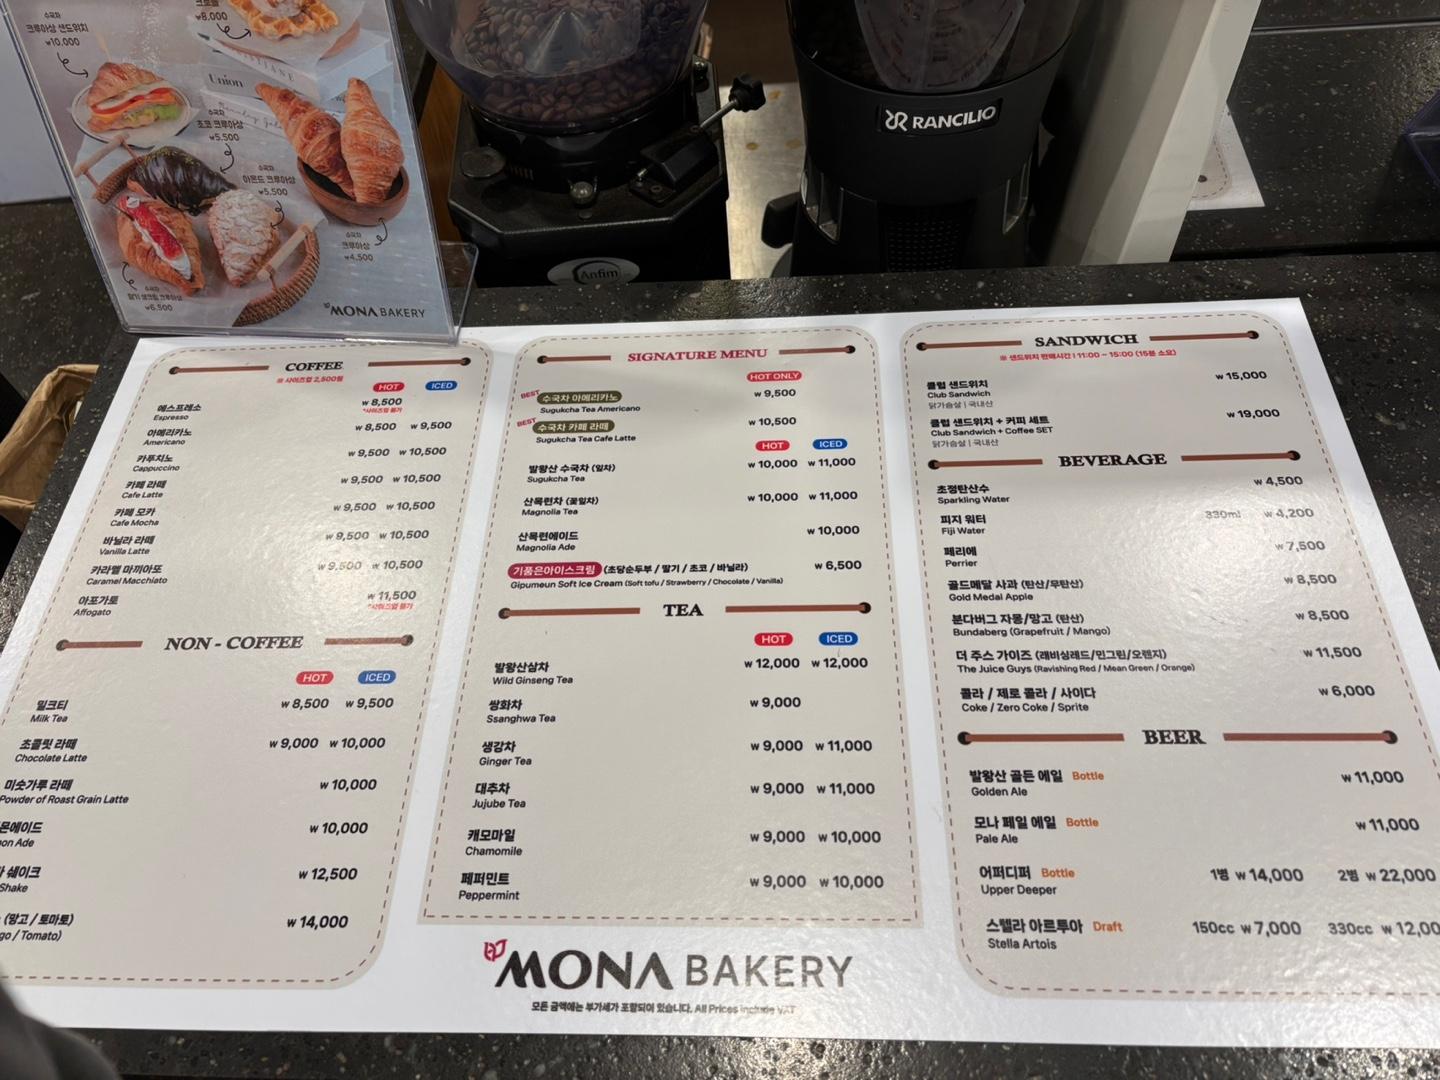 수국차
크루아상 샌드위치
₩10,000
크로플
₩8,000
Union
수국차
초코 크루아상
₩5,500
수국차
아몬드 크루아상
₩5,500
수국차
크루아상
₩4,500
딸기 생크림 크루아상
₩6,500
MONA BAKERY
RANCILIO
Anfim
COFFEE
※ 사이즈업 2,500원
HOT ICED
에스프레소 ₩ 8,500
Espresso *사이즈업 불가
아메리카노 ₩ 8,500 ₩ 9,500
Americano
카푸치노 ₩ 9,500 ₩ 10,500
Cappuccino
카페 라떼 ₩ 9,500 ₩ 10,500
Cafe Latte
카페 모카 ₩ 9,500 ₩ 10,500
Cafe Mocha
바닐라 라떼 ₩ 9,500 ₩ 10,500
Vanilla Latte
카라멜 마끼아또 ₩ 9,500 ₩ 10,500
Caramel Macchiato
아포가토 ₩ 11,500
Affogato *사이즈업 불가
NON - COFFEE
HOT ICED
밀크티 ₩ 8,500 ₩ 9,500
Milk Tea
초콜릿 라떼 ₩ 9,000 ₩ 10,000
Chocolate Latte
미숫가루 라떼 ₩ 10,000
Powder of Roast Grain Latte
몬에이드 ₩ 10,000
on Ade
쉐이크 ₩ 12,500
Shake
(망고 / 토마토) ₩ 14,000
go / Tomato)
SIGNATURE MENU
HOT ONLY
BEST 수국차 아메리카노 ₩ 9,500
Sugukcha Tea Americano
BEST 수국차 카페 라떼 ₩ 10,500
Sugukcha Tea Cafe Latte
HOT ICED
발왕산 수국차 (잎차) ₩ 10,000 ₩ 11,000
Sugukcha Tea
산목련차 (꽃잎차) ₩ 10,000 ₩ 11,000
Magnolia Tea
산목련에이드 ₩ 10,000
Magnolia Ade
기품은아이스크림 (초당순두부 / 딸기 / 초코 / 바닐라) ₩ 6,500
Gipumeun Soft Ice Cream (Soft tofu / Strawberry / Chocolate / Vanilla)
TEA
HOT ICED
발왕산삼차 ₩ 12,000 ₩ 12,000
Wild Ginseng Tea
쌍화차 ₩ 9,000
Ssanghwa Tea
생강차 ₩ 9,000 ₩ 11,000
Ginger Tea
대추차 ₩ 9,000 ₩ 11,000
Jujube Tea
캐모마일 ₩ 9,000 ₩ 10,000
Chamomile
페퍼민트 ₩ 9,000 ₩ 10,000
Peppermint
SANDWICH
※ 샌드위치 판매시간 | 11:00 ~ 15:00 (15분 소요)
클럽 샌드위치 ₩ 15,000
Club Sandwich
닭가슴살 | 국내산
클럽 샌드위치 + 커피 세트 ₩ 19,000
Club Sandwich + Coffee SET
닭가슴살 | 국내산
BEVERAGE
초정탄산수 ₩ 4,500
Sparkling Water
피지 워터 330ml ₩ 4,200
Fiji Water
페리에 ₩ 7,500
Perrier
골드메달 사과 (탄산/무탄산) ₩ 8,500
Gold Medal Apple
분다버그 자몽/망고 (탄산) ₩ 8,500
Bundaberg (Grapefruit / Mango)
더 주스 가이즈 (래비싱레드/민그린/오렌지) ₩ 11,500
The Juice Guys (Ravishing Red / Mean Green / Orange)
콜라 / 제로 콜라 / 사이다 ₩ 6,000
Coke / Zero Coke / Sprite
BEER
발왕산 골든 에일 Bottle ₩ 11,000
Golden Ale
모나 페일 에일 Bottle ₩ 11,000
Pale Ale
어퍼디퍼 Bottle 1병 ₩ 14,000 2병 ₩ 22,000
Upper Deeper
스텔라 아르투아 Draft 150cc ₩ 7,000 330cc ₩ 12,00
Stella Artois
MONA BAKERY
모든 금액에는 부가세가 포함되어 있습니다. All Prices Include VAT